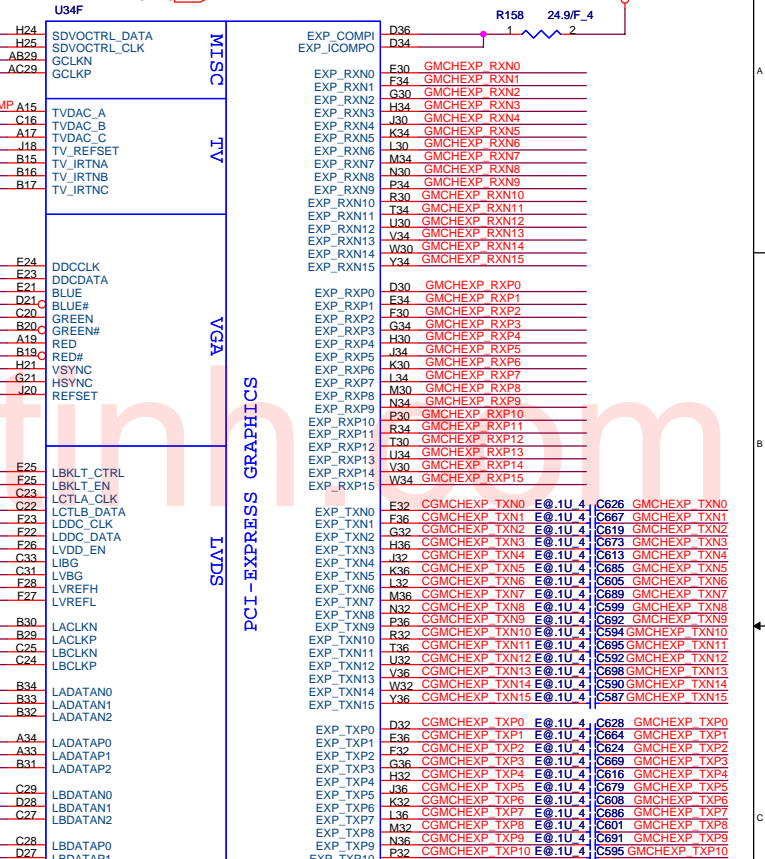 U34F
R158 24.9/F_4
1 2
MISC
H24 SDVOCTRL_DATA
H25 SDVOCTRL_CLK
AB29 GCLKN
AC29 GCLKP
TV
MP A15 TVDAC_A
C16 TVDAC_B
A17 TVDAC_C
J18 TV_REFSET
B15 TV_IRTNA
B16 TV_IRTNB
B17 TV_IRTNC
VGA
E24 DDCCLK
E23 DDCDATA
E21 BLUE
D21 BLUE#
C20 GREEN
B20 GREEN#
A19 RED
B19 RED#
H21 VSYNC
G21 HSYNC
J20 REFSET
LVDS
E25 LBKLT_CTRL
F25 LBKLT_EN
C23 LCTLA_CLK
C22 LCTLB_DATA
F23 LDDC_CLK
F22 LDDC_DATA
F26 LVDD_EN
C33 LIBG
C31 LVBG
F28 LVREFH
F27 LVREFL
B30 LACLKN
B29 LACLKP
C25 LBCLKN
C24 LBCLKP
B34 LADATAN0
B33 LADATAN1
B32 LADATAN2
A34 LADATAP0
A33 LADATAP1
B31 LADATAP2
C29 LBDATAN0
D28 LBDATAN1
C27 LBDATAN2
C28 LBDATAP0
D27 LBDATAP1
PCI-EXPRESS GRAPHICS
EXP_COMPI D36
EXP_ICOMPO D34
EXP_RXN0 E30 GMCHEXP_RXN0
EXP_RXN1 F34 GMCHEXP_RXN1
EXP_RXN2 G30 GMCHEXP_RXN2
EXP_RXN3 H34 GMCHEXP_RXN3
EXP_RXN4 J30 GMCHEXP_RXN4
EXP_RXN5 K34 GMCHEXP_RXN5
EXP_RXN6 L30 GMCHEXP_RXN6
EXP_RXN7 M34 GMCHEXP_RXN7
EXP_RXN8 N30 GMCHEXP_RXN8
EXP_RXN9 P34 GMCHEXP_RXN9
EXP_RXN10 R30 GMCHEXP_RXN10
EXP_RXN11 T34 GMCHEXP_RXN11
EXP_RXN12 U30 GMCHEXP_RXN12
EXP_RXN13 V34 GMCHEXP_RXN13
EXP_RXN14 W30 GMCHEXP_RXN14
EXP_RXN15 Y34 GMCHEXP_RXN15
EXP_RXP0 D30 GMCHEXP_RXP0
EXP_RXP1 E34 GMCHEXP_RXP1
EXP_RXP2 F30 GMCHEXP_RXP2
EXP_RXP3 G34 GMCHEXP_RXP3
EXP_RXP4 H30 GMCHEXP_RXP4
EXP_RXP5 J34 GMCHEXP_RXP5
EXP_RXP6 K30 GMCHEXP_RXP6
EXP_RXP7 L34 GMCHEXP_RXP7
EXP_RXP8 M30 GMCHEXP_RXP8
EXP_RXP9 N34 GMCHEXP_RXP9
EXP_RXP10 P30 GMCHEXP_RXP10
EXP_RXP11 R34 GMCHEXP_RXP11
EXP_RXP12 T30 GMCHEXP_RXP12
EXP_RXP13 U34 GMCHEXP_RXP13
EXP_RXP14 V30 GMCHEXP_RXP14
EXP_RXP15 W34 GMCHEXP_RXP15
EXP_TXN0 E32 CGMCHEXP_TXN0 E@.1U_4 C626 GMCHEXP_TXN0
EXP_TXN1 F36 CGMCHEXP_TXN1 E@.1U_4 C667 GMCHEXP_TXN1
EXP_TXN2 G32 CGMCHEXP_TXN2 E@.1U_4 C619 GMCHEXP_TXN2
EXP_TXN3 H36 CGMCHEXP_TXN3 E@.1U_4 C673 GMCHEXP_TXN3
EXP_TXN4 J32 CGMCHEXP_TXN4 E@.1U_4 C613 GMCHEXP_TXN4
EXP_TXN5 K36 CGMCHEXP_TXN5 E@.1U_4 C685 GMCHEXP_TXN5
EXP_TXN6 L32 CGMCHEXP_TXN6 E@.1U_4 C605 GMCHEXP_TXN6
EXP_TXN7 M36 CGMCHEXP_TXN7 E@.1U_4 C689 GMCHEXP_TXN7
EXP_TXN8 N32 CGMCHEXP_TXN8 E@.1U_4 C599 GMCHEXP_TXN8
EXP_TXN9 P36 CGMCHEXP_TXN9 E@.1U_4 C692 GMCHEXP_TXN9
EXP_TXN10 R32 CGMCHEXP_TXN10 E@.1U_4 C594 GMCHEXP_TXN10
EXP_TXN11 T36 CGMCHEXP_TXN11 E@.1U_4 C695 GMCHEXP_TXN11
EXP_TXN12 U32 CGMCHEXP_TXN12 E@.1U_4 C592 GMCHEXP_TXN12
EXP_TXN13 V36 CGMCHEXP_TXN13 E@.1U_4 C698 GMCHEXP_TXN13
EXP_TXN14 W32 CGMCHEXP_TXN14 E@.1U_4 C590 GMCHEXP_TXN14
EXP_TXN15 Y36 CGMCHEXP_TXN15 E@.1U_4 C587 GMCHEXP_TXN15
EXP_TXP0 D32 CGMCHEXP_TXP0 E@.1U_4 C628 GMCHEXP_TXP0
EXP_TXP1 E36 CGMCHEXP_TXP1 E@.1U_4 C664 GMCHEXP_TXP1
EXP_TXP2 F32 CGMCHEXP_TXP2 E@.1U_4 C624 GMCHEXP_TXP2
EXP_TXP3 G36 CGMCHEXP_TXP3 E@.1U_4 C669 GMCHEXP_TXP3
EXP_TXP4 H32 CGMCHEXP_TXP4 E@.1U_4 C616 GMCHEXP_TXP4
EXP_TXP5 J36 CGMCHEXP_TXP5 E@.1U_4 C679 GMCHEXP_TXP5
EXP_TXP6 K32 CGMCHEXP_TXP6 E@.1U_4 C608 GMCHEXP_TXP6
EXP_TXP7 L36 CGMCHEXP_TXP7 E@.1U_4 C686 GMCHEXP_TXP7
EXP_TXP8 M32 CGMCHEXP_TXP8 E@.1U_4 C601 GMCHEXP_TXP8
EXP_TXP9 N36 CGMCHEXP_TXP9 E@.1U_4 C691 GMCHEXP_TXP9
EXP_TXP10 P32 CGMCHEXP_TXP10 E@.1U_4 C595 GMCHEXP_TXP10
A
B
C
finh.com